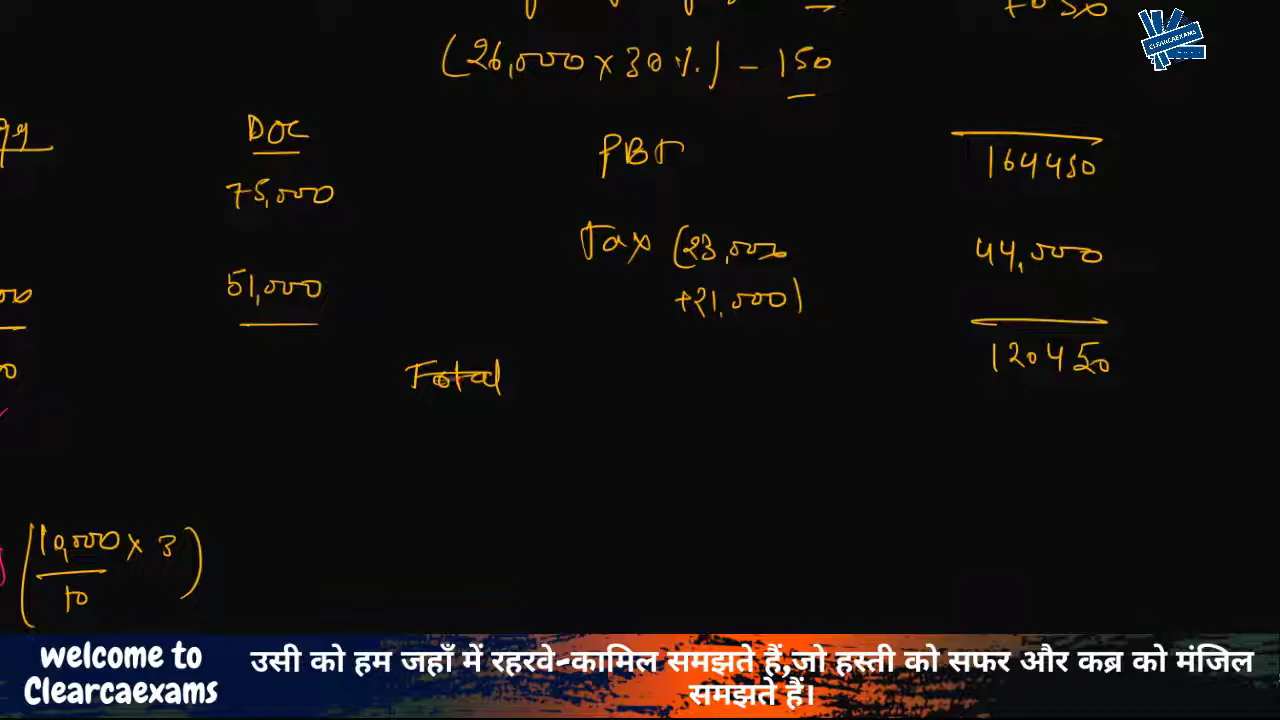 7050
CLEARCAEXAMS
(26,000 × 30%) - 150
DOC
PBT
164450
75,000
Tax (23,000
44,000
+21,000)
51,000
120450
Total
(10,000 × 3
10)
welcome to
Clearcaexams
उसी को हम जहाँ में रहरवे-कामिल समझते हैं,जो हस्ती को सफर और कब्र को मंजिल
समझते हैं।